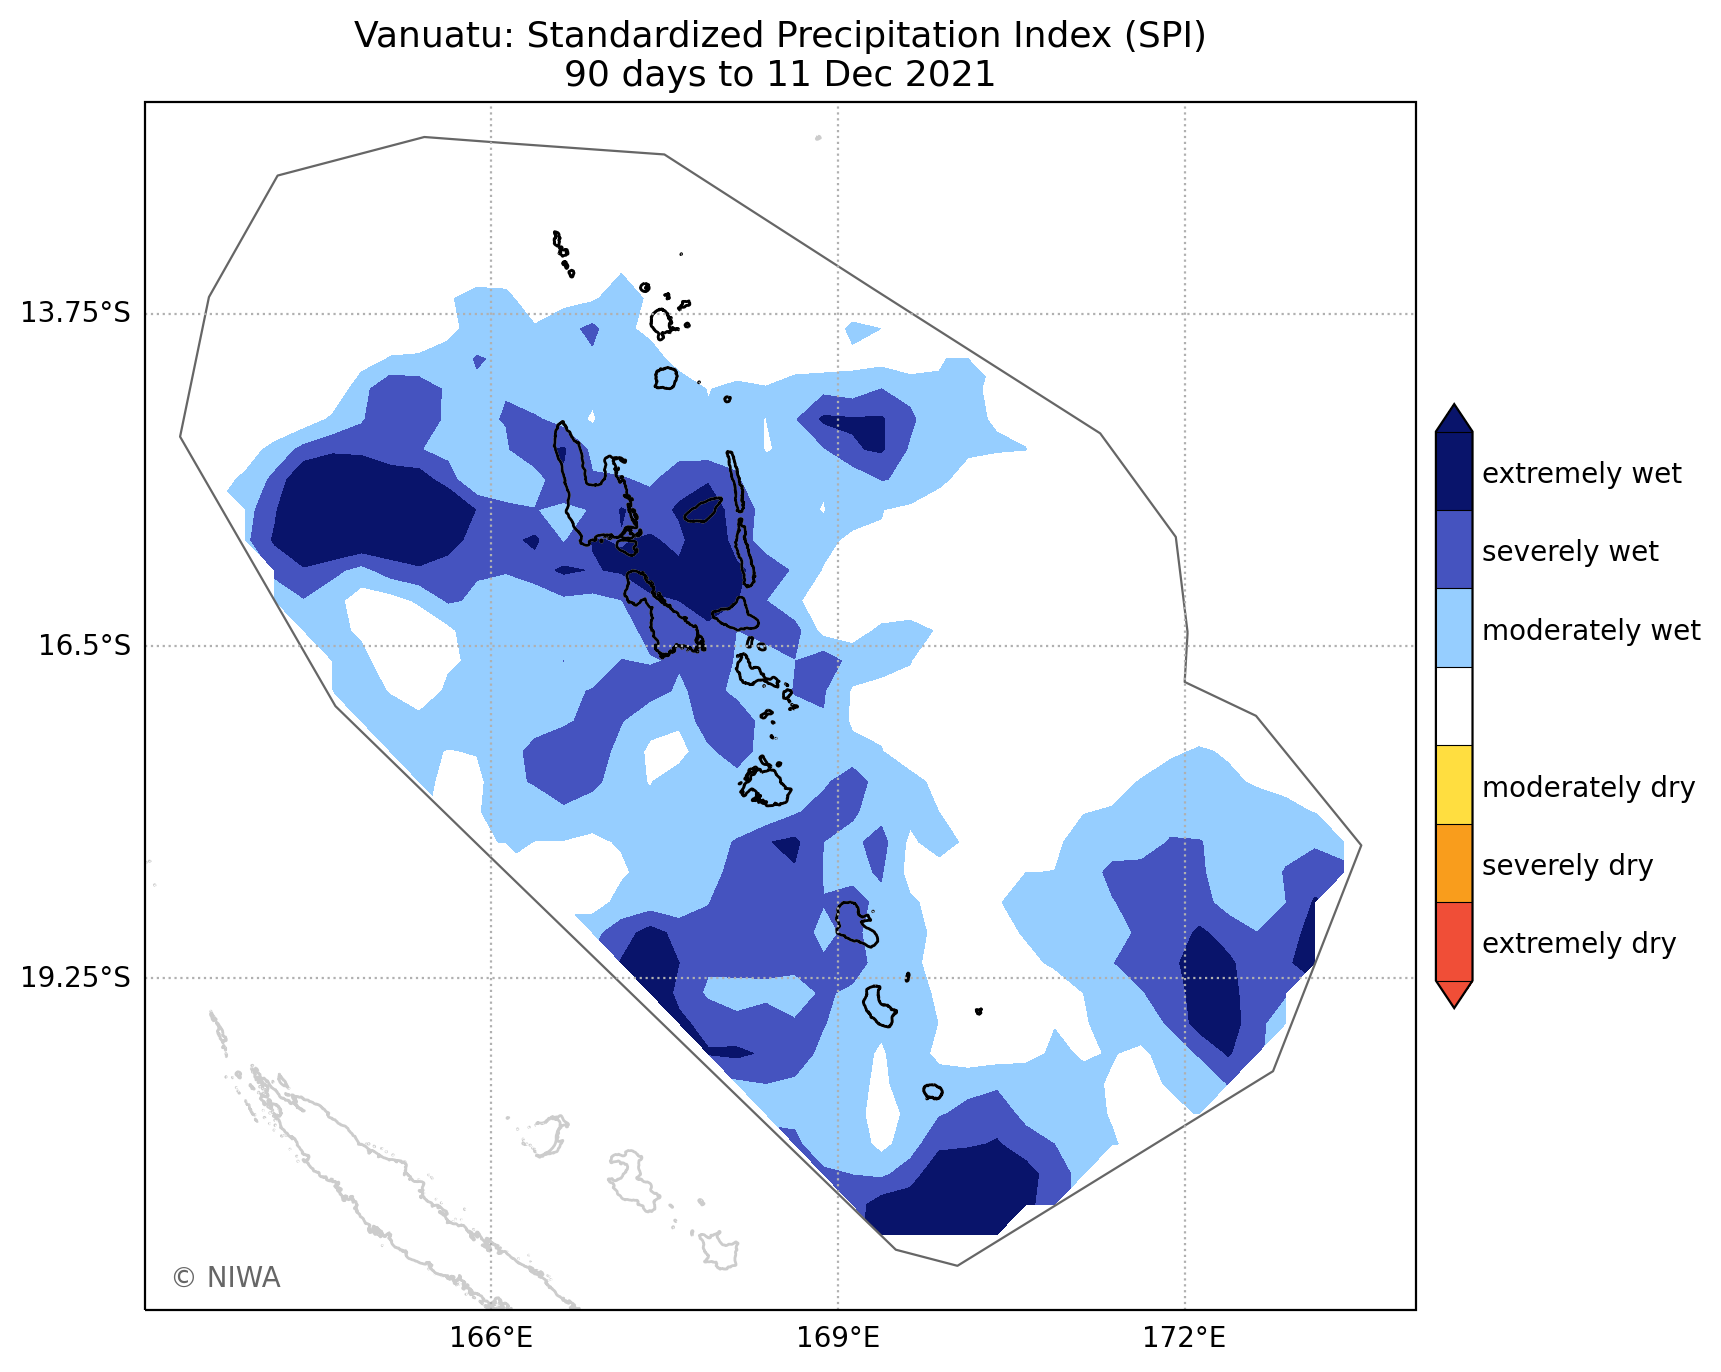 Vanuatu: Standardized Precipitation Index (SPI)
90 days to 11 Dec 2021
13.75°S
16.5°S
19.25°S
166°E
169°E
172°E
extremely wet
severely wet
moderately wet
moderately dry
severely dry
extremely dry
© NIWA